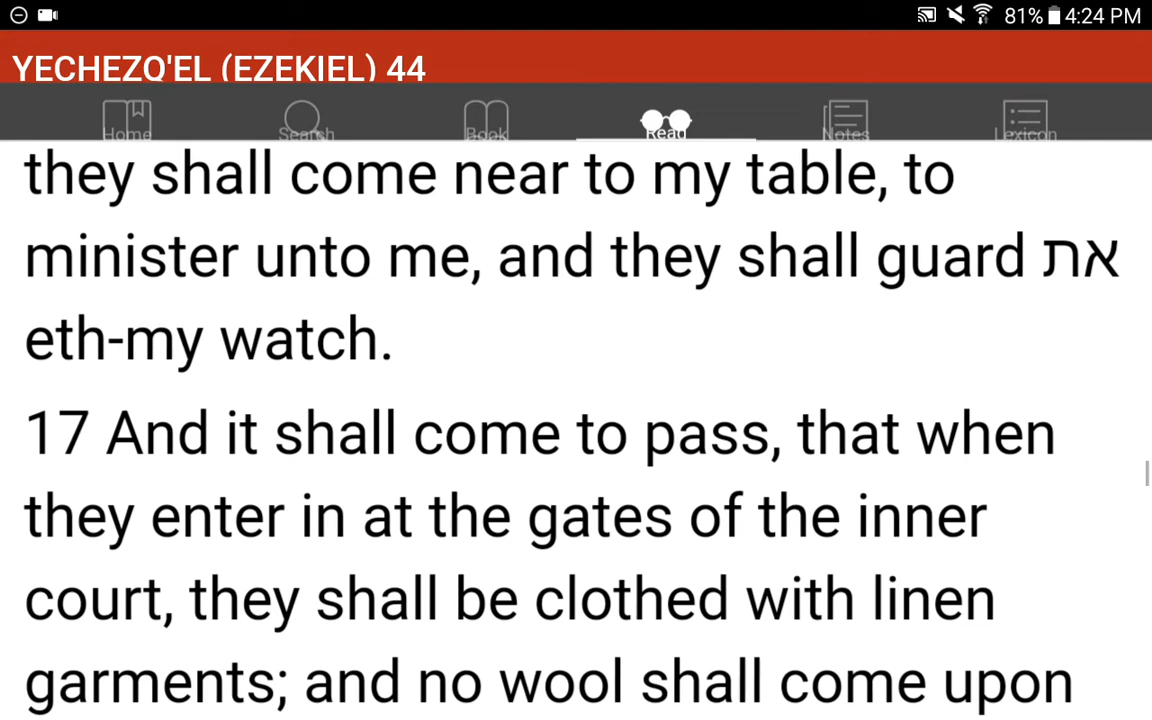 81% 4:24 PM
YECHEZQ'EL (EZEKIEL) 44
Home Search Book Read Notes Lexicon
they shall come near to my table, to
minister unto me, and they shall guard את
eth-my watch.
17 And it shall come to pass, that when
they enter in at the gates of the inner
court, they shall be clothed with linen
garments; and no wool shall come upon